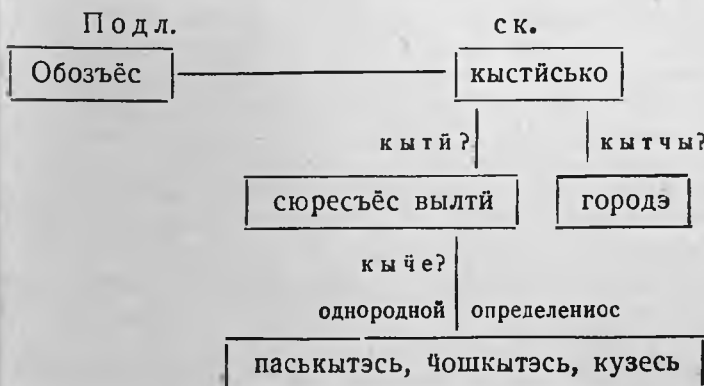 Подл. ск.
Обозъёс кыстӥсько
кытӥ? кытчы?
сюресъёс вылтӥ городэ
кыӵе?
однородной определениос
паськытэсь, ӵошкытэсь, кузесь